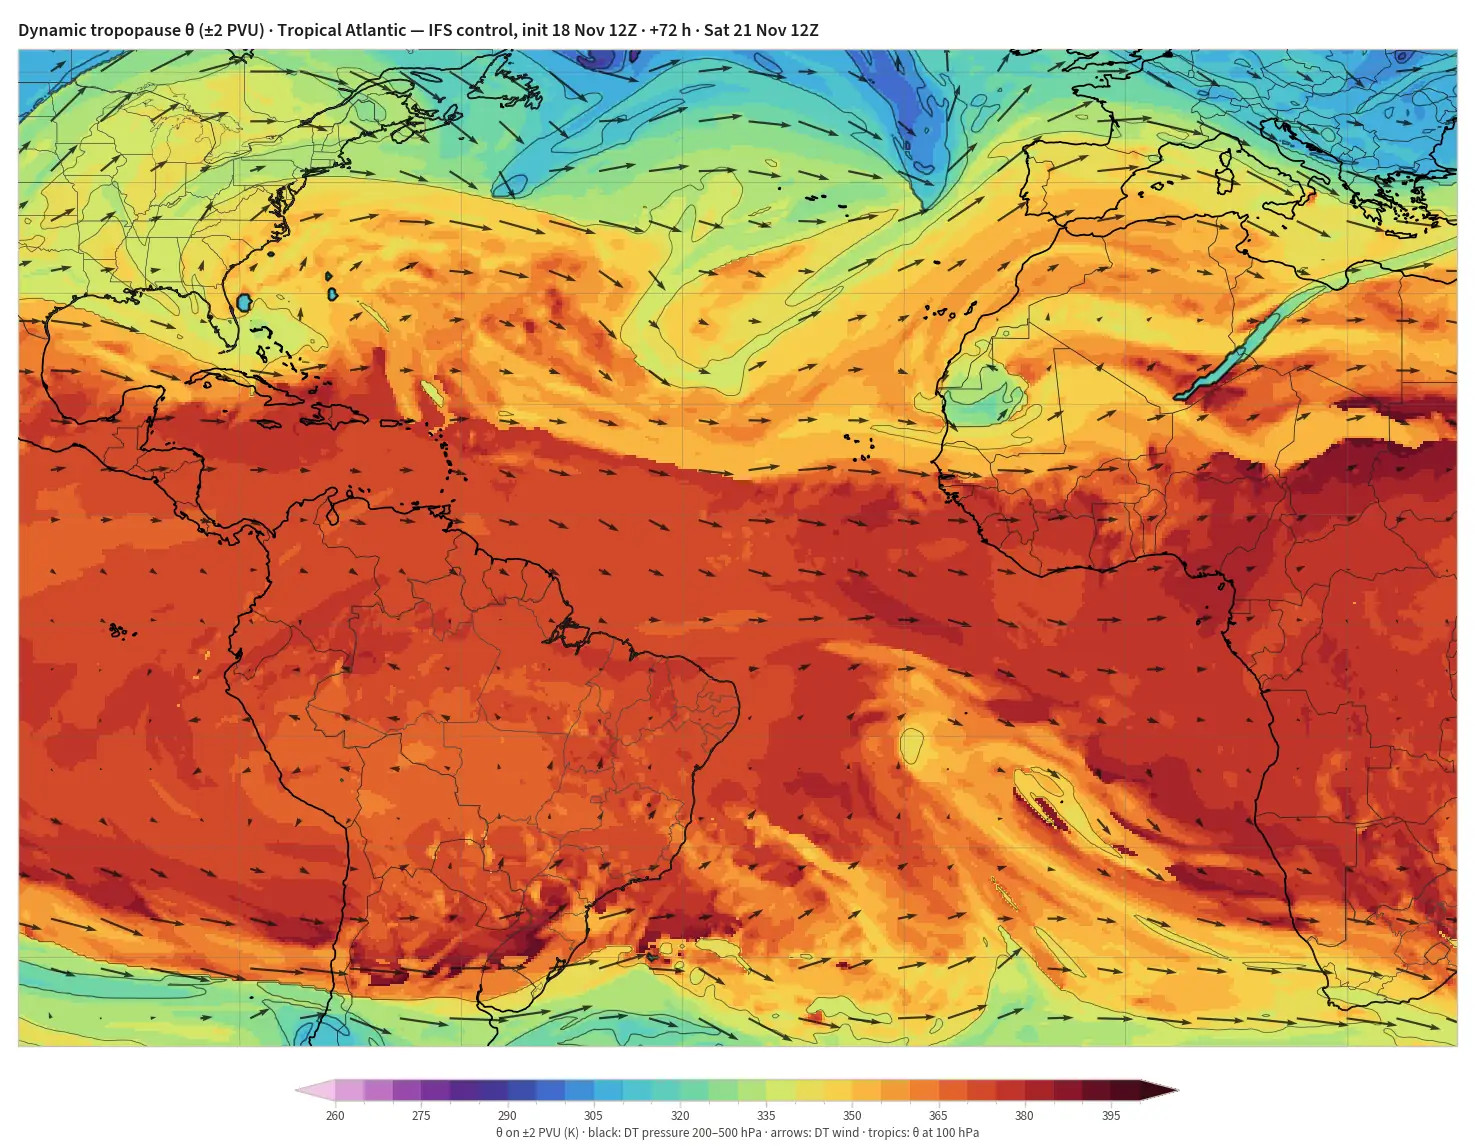 Dynamic tropopause θ (±2 PVU) · Tropical Atlantic — IFS control, init 18 Nov 12Z · +72 h · Sat 21 Nov 12Z
260 275 290 305 320 335 350 365 380 395
θ on ±2 PVU (K) · black: DT pressure 200–500 hPa · arrows: DT wind · tropics: θ at 100 hPa